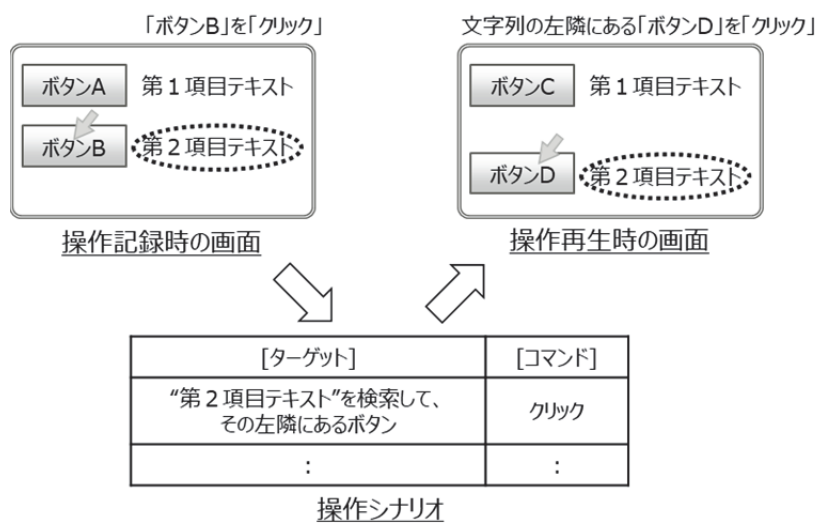 「ボタンB」を「クリック」
文字列の左隣にある「ボタンD」を「クリック」
ボタンA 第1項目テキスト
ボタンB 第2項目テキスト
ボタンC 第1項目テキスト
ボタンD 第2項目テキスト
操作記録時の画面
操作再生時の画面
[ターゲット] [コマンド]
“第2項目テキスト”を検索して、
その左隣にあるボタン
クリック
: :
操作シナリオ